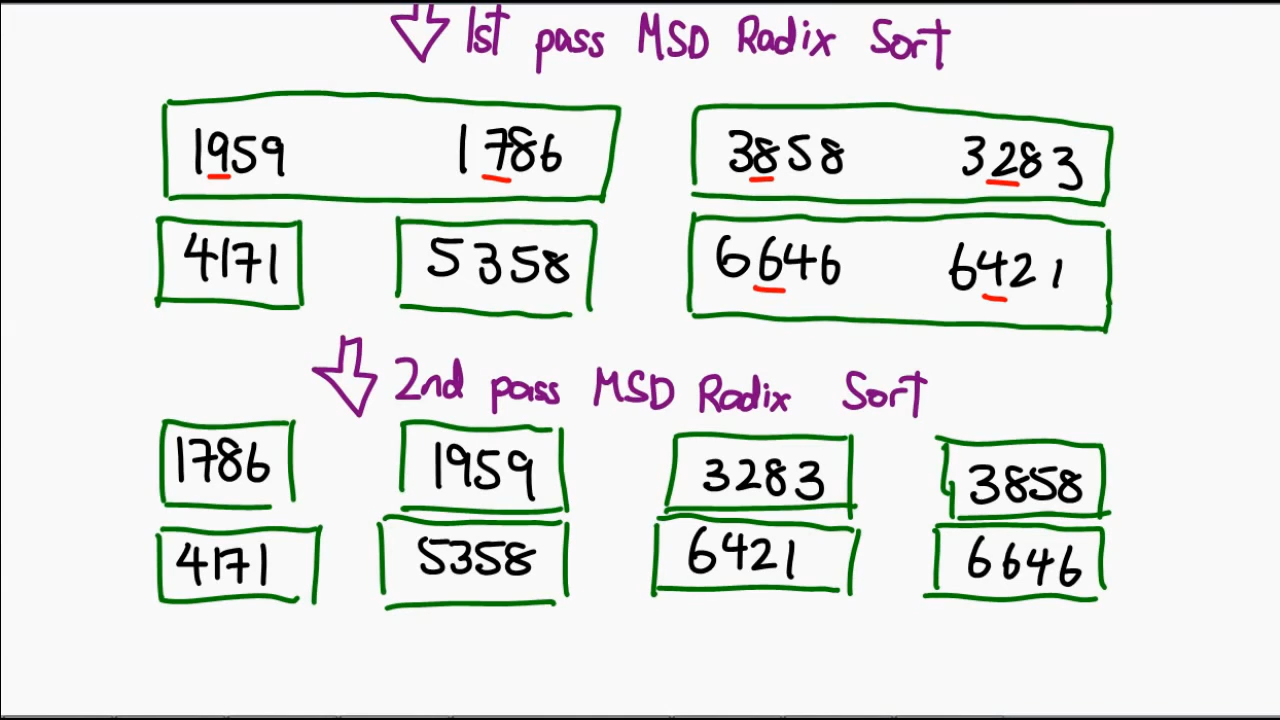 1st pass MSD Radix Sort
1959 1786 3858 3283
4171 5358 6646 6421
2nd pass MSD Radix Sort
1786 1959 3283 3858
4171 5358 6421 6646